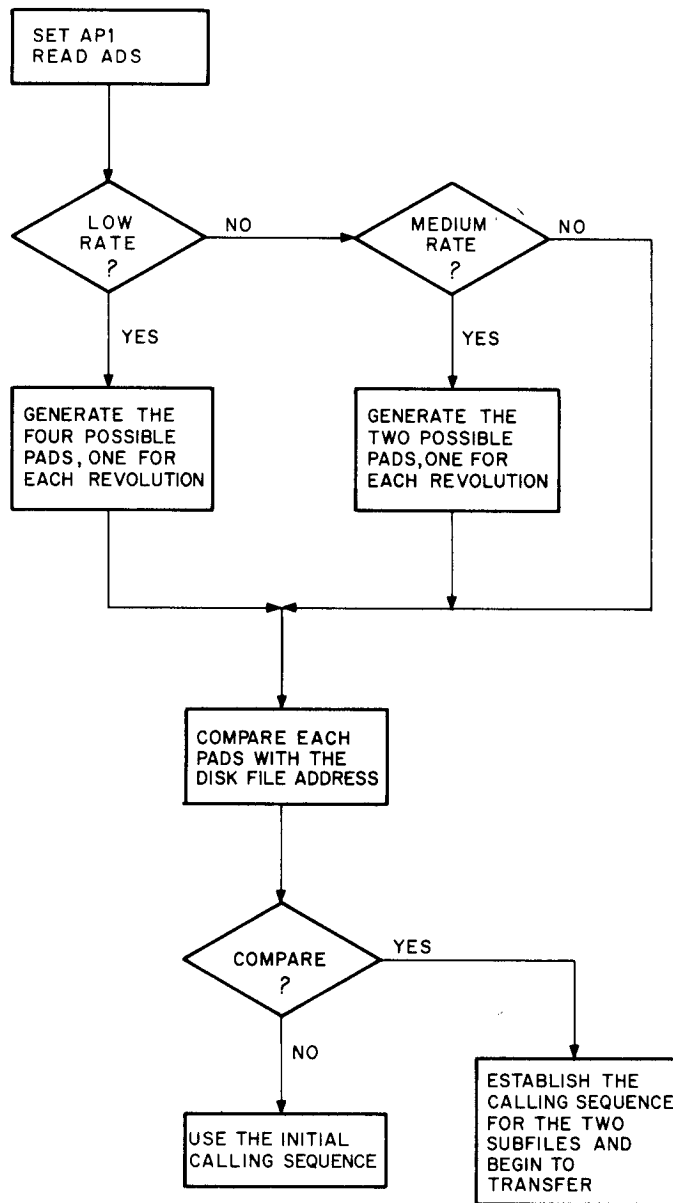 SET AP1
READ ADS
LOW
RATE
?
NO
MEDIUM
RATE
?
NO
YES
YES
GENERATE THE
FOUR POSSIBLE
PADS, ONE FOR
EACH REVOLUTION
GENERATE THE
TWO POSSIBLE
PADS, ONE FOR
EACH REVOLUTION
COMPARE EACH
PADS WITH THE
DISK FILE ADDRESS
COMPARE
?
YES
NO
USE THE INITIAL
CALLING SEQUENCE
ESTABLISH THE
CALLING SEQUENCE
FOR THE TWO
SUBFILES AND
BEGIN TO
TRANSFER